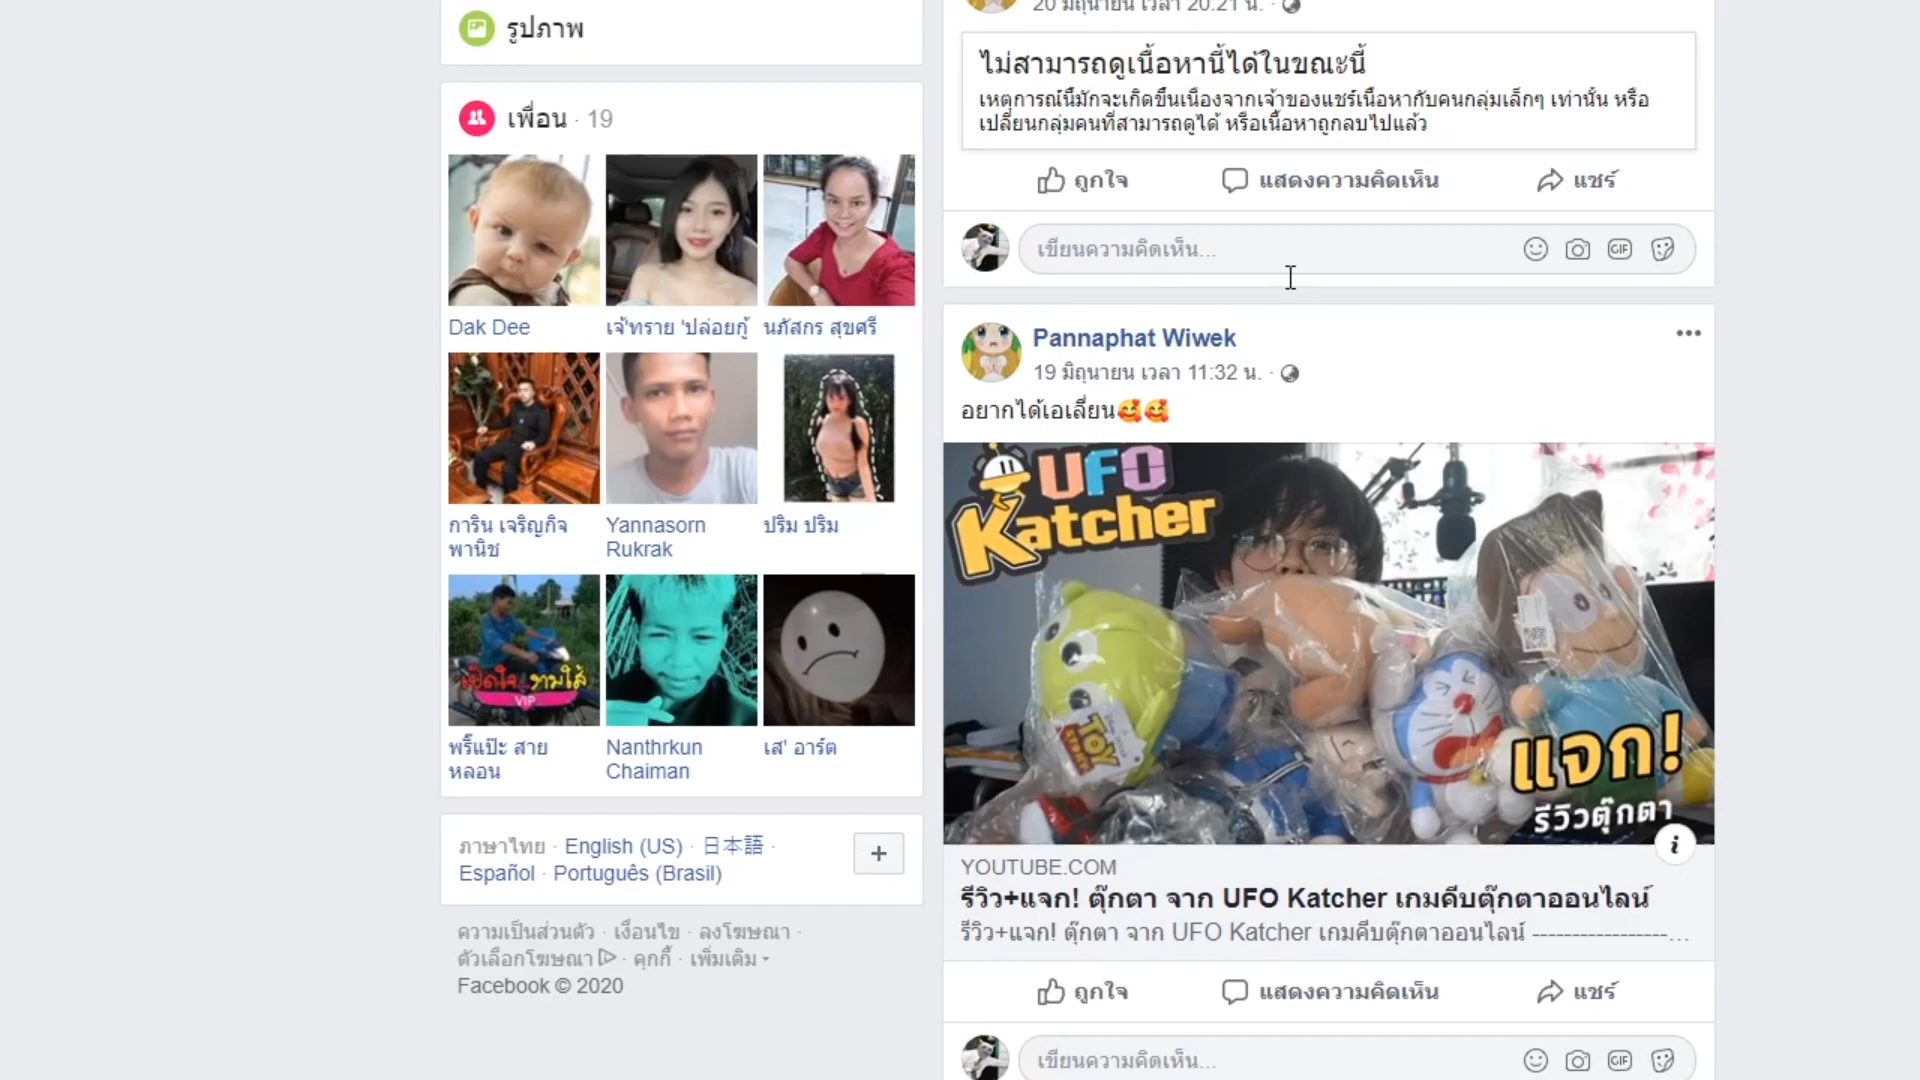 รูปภาพ
เพื่อน · 19
Dak Dee
เจ้'ทราย 'ปล่อยกู้
นภัสกร สุขศรี
การิน เจริญกิจ
พานิช
Yannasorn
Rukrak
ปริม ปริม
เปิดใจ งามใส้
VIP
พรี๊แป๊ะ สาย
หลอน
Nanthrkun
Chaiman
เส' อาร์ต
ภาษาไทย · English (US) · 日本語 ·
Español · Português (Brasil)
ความเป็นส่วนตัว · เงื่อนไข · ลงโฆษณา ·
ตัวเลือกโฆษณา · คุกกี้ · เพิ่มเติม
Facebook © 2020
20 มิถุนายน เวลา 20:21 น. ·
ไม่สามารถดูเนื้อหานี้ได้ในขณะนี้
เหตุการณ์นี้มักจะเกิดขึ้นเนื่องจากเจ้าของแชร์เนื้อหากับคนกลุ่มเล็กๆ เท่านั้น หรือ
เปลี่ยนกลุ่มคนที่สามารถดูได้ หรือเนื้อหาถูกลบไปแล้ว
ถูกใจ แสดงความคิดเห็น แชร์
เขียนความคิดเห็น...
GIF
Pannaphat Wiwek
19 มิถุนายน เวลา 11:32 น. ·
อยากได้เอเลี่ยน🥰🥰
UFO
Katcher
TOY
STORY
แจก!
รีวิวตุ๊กตา
YOUTUBE.COM
รีวิว+แจก! ตุ๊กตา จาก UFO Katcher เกมคีบตุ๊กตาออนไลน์
รีวิว+แจก! ตุ๊กตา จาก UFO Katcher เกมคีบตุ๊กตาออนไลน์ -----------------...
ถูกใจ แสดงความคิดเห็น แชร์
เขียนความคิดเห็น...
GIF